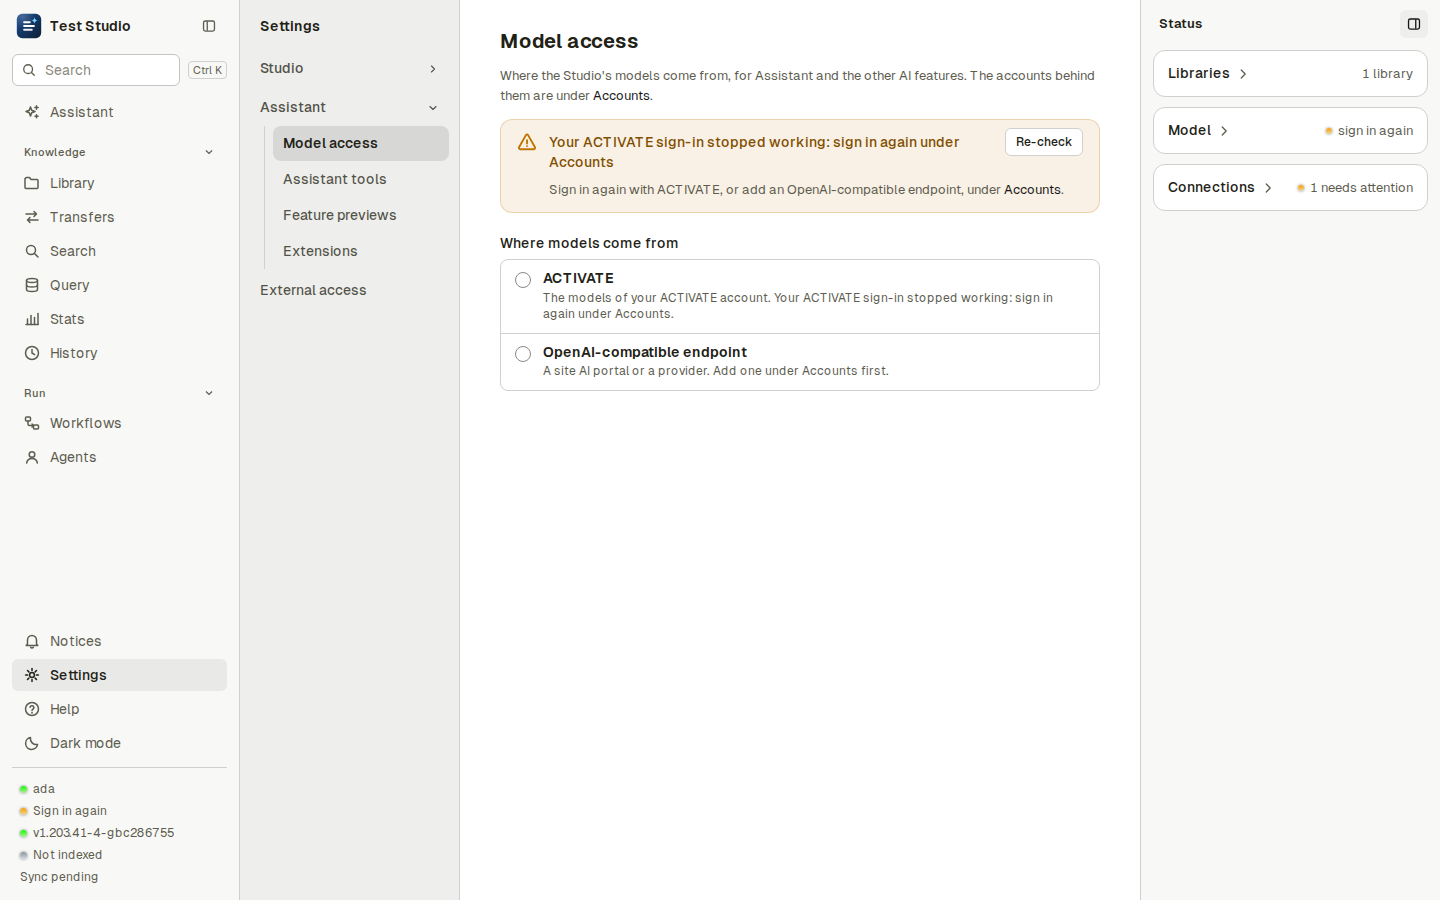 Test Studio
Search
Ctrl K
Assistant
Knowledge
Library
Transfers
Search
Query
Stats
History
Run
Workflows
Agents
Notices
Settings
Help
Dark mode
ada
Sign in again
v1.203.41-4-gbc286755
Not indexed
Sync pending
Settings
Studio
Assistant
Model access
Assistant tools
Feature previews
Extensions
External access
Model access
Where the Studio's models come from, for Assistant and the other AI features. The accounts behind
them are under Accounts.
Your ACTIVATE sign-in stopped working: sign in again under
Accounts
Re-check
Sign in again with ACTIVATE, or add an OpenAI-compatible endpoint, under Accounts.
Where models come from
ACTIVATE
The models of your ACTIVATE account. Your ACTIVATE sign-in stopped working: sign in
again under Accounts.
OpenAI-compatible endpoint
A site AI portal or a provider. Add one under Accounts first.
Status
Libraries
1 library
Model
sign in again
Connections
1 needs attention